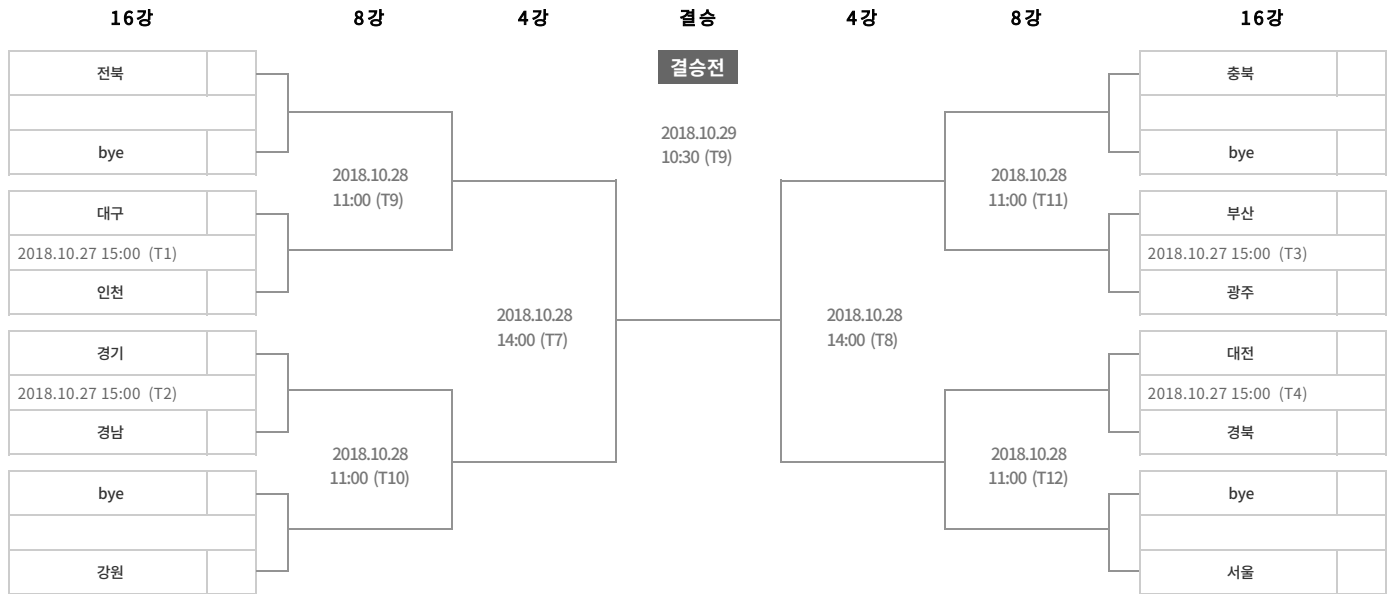 16강 8강 4강 결승 4강 8강 16강
결승전
전북
bye
대구
2018.10.27 15:00 (T1)
인천
경기
2018.10.27 15:00 (T2)
경남
bye
강원
2018.10.28
11:00 (T9)
2018.10.28
11:00 (T10)
2018.10.28
14:00 (T7)
2018.10.29
10:30 (T9)
2018.10.28
14:00 (T8)
2018.10.28
11:00 (T11)
2018.10.28
11:00 (T12)
충북
bye
부산
2018.10.27 15:00 (T3)
광주
대전
2018.10.27 15:00 (T4)
경북
bye
서울